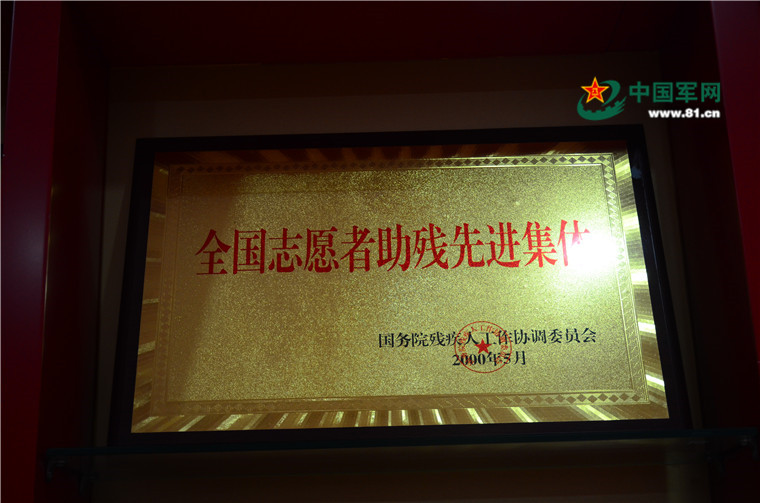 中国军网
www.81.cn
全国志愿者助残先进集体
国务院残疾人工作协调委员会
2000年5月